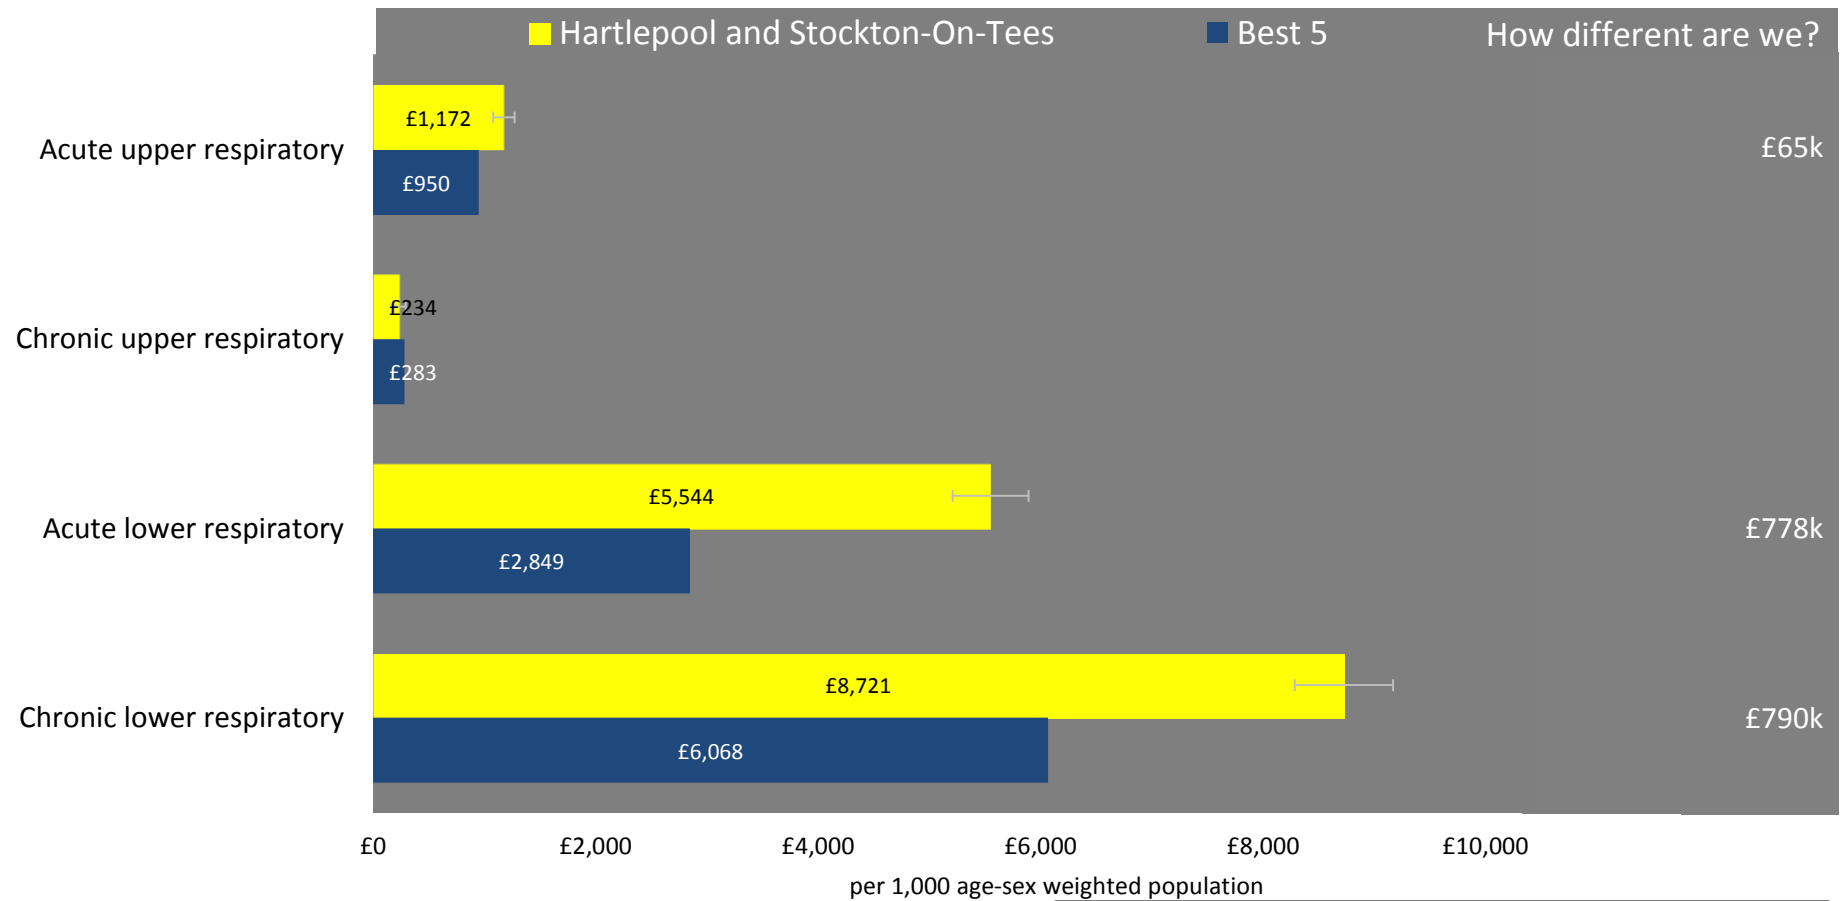 Hartlepool and Stockton-On-Tees Best 5 How different are we?
Acute upper respiratory £1,172 £65k
£950
Chronic upper respiratory £234
£283
Acute lower respiratory £5,544 £778k
£2,849
Chronic lower respiratory £8,721 £790k
£6,068
£0 £2,000 £4,000 £6,000 £8,000 £10,000
per 1,000 age-sex weighted population